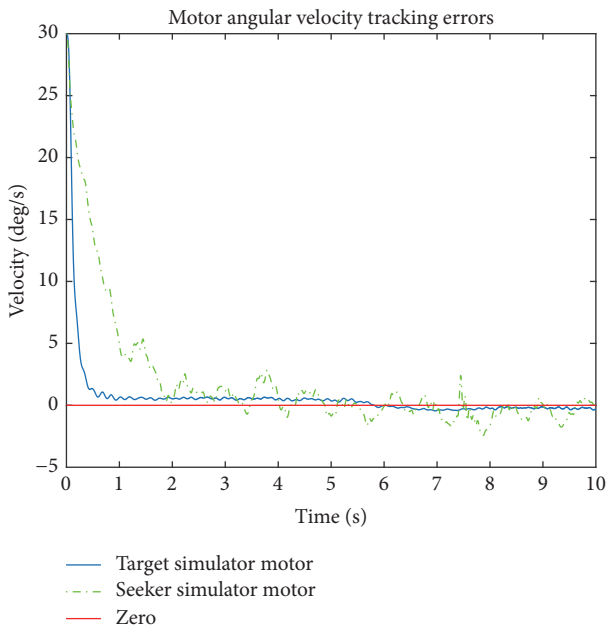 Motor angular velocity tracking errors
30
25
20
15
10
5
0
−5
Velocity (deg/s)
0 1 2 3 4 5 6 7 8 9 10
Time (s)
Target simulator motor
Seeker simulator motor
Zero